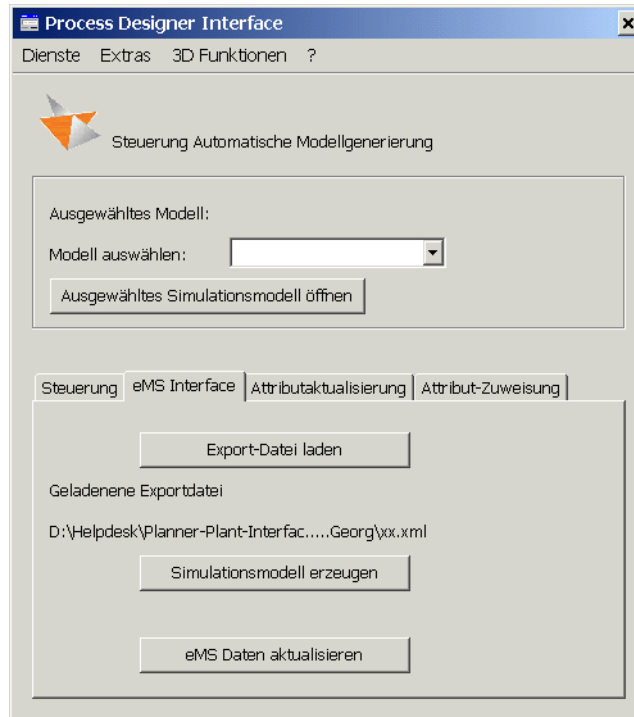 Process Designer Interface
Dienste Extras 3D Funktionen ?
Steuerung Automatische Modellgenerierung
Ausgewähltes Modell:
Modell auswählen:
Ausgewähltes Simulationsmodell öffnen
Steuerung eMS Interface Attributaktualisierung Attribut-Zuweisung
Export-Datei laden
Geladenene Exportdatei
D:\Helpdesk\Planner-Plant-Interfac.....Georg\xx.xml
Simulationsmodell erzeugen
eMS Daten aktualisieren